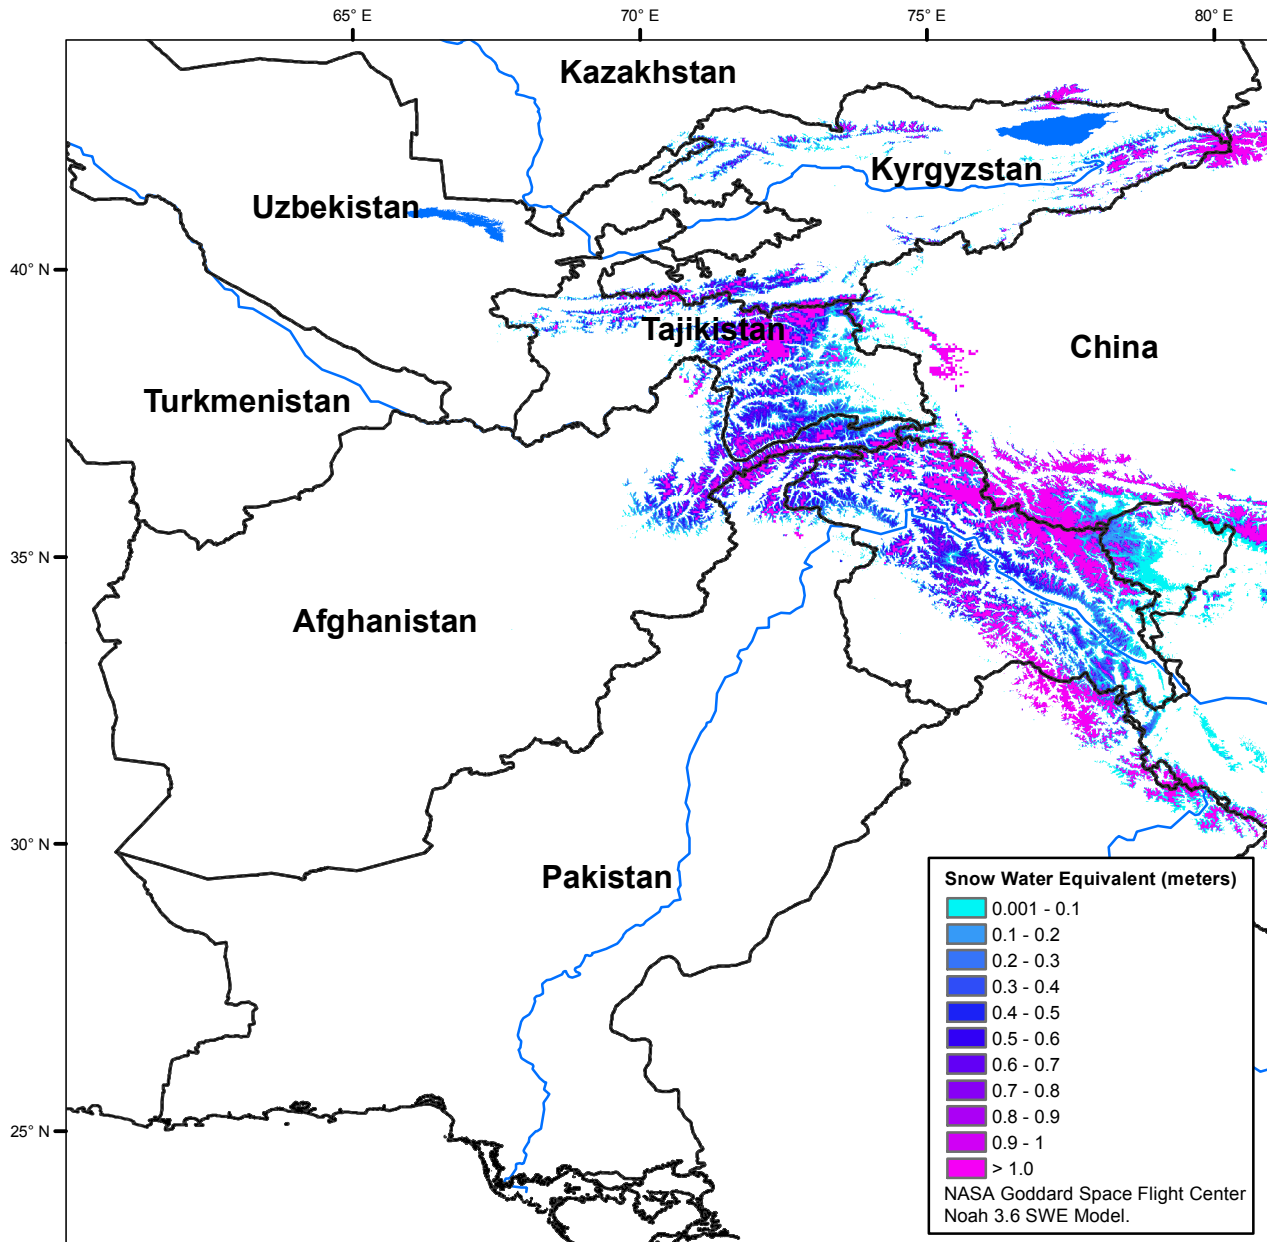 65° E
70° E
75° E
80° E
Kazakhstan
Kyrgyzstan
Uzbekistan
40° N
Tajikistan
China
Turkmenistan
35° N
Afghanistan
30° N
Pakistan
Snow Water Equivalent (meters)
0.001 - 0.1
0.1 - 0.2
0.2 - 0.3
0.3 - 0.4
0.4 - 0.5
0.5 - 0.6
0.6 - 0.7
0.7 - 0.8
0.8 - 0.9
0.9 - 1
> 1.0
NASA Goddard Space Flight Center
Noah 3.6 SWE Model.
25° N